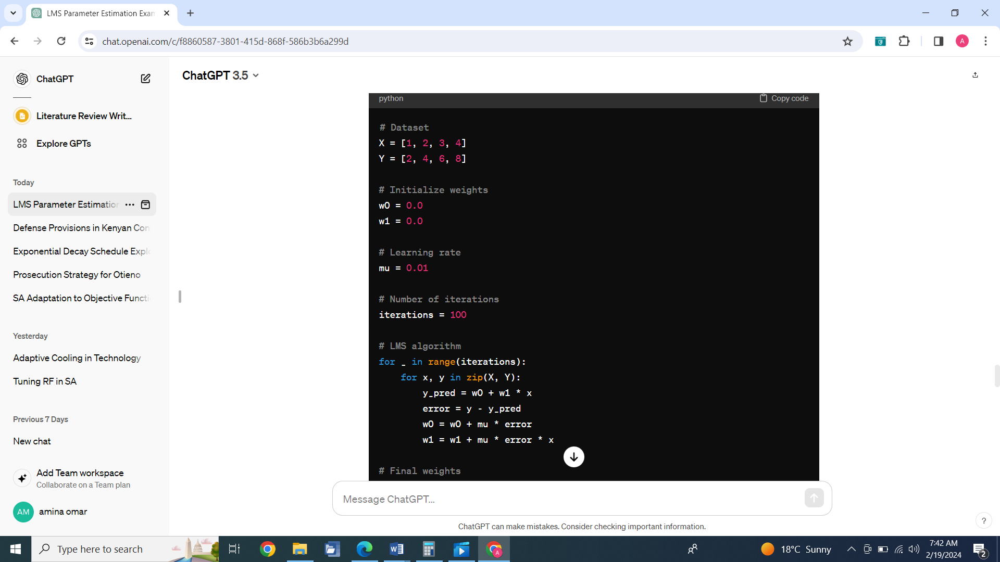 LMS Parameter Estimation Exam
chat.openai.com/c/f8860587-3801-415d-868f-586b3b6a299d
A
ChatGPT
Literature Review Writ...
Explore GPTs
Today
LMS Parameter Estimation
Defense Provisions in Kenyan Con
Exponential Decay Schedule Explo
Prosecution Strategy for Otieno
SA Adaptation to Objective Functi
Yesterday
Adaptive Cooling in Technology
Tuning RF in SA
Previous 7 Days
New chat
Add Team workspace
Collaborate on a Team plan
AM amina omar
ChatGPT 3.5
python Copy code
# Dataset
X = [1, 2, 3, 4]
Y = [2, 4, 6, 8]
# Initialize weights
w0 = 0.0
w1 = 0.0
# Learning rate
mu = 0.01
# Number of iterations
iterations = 100
# LMS algorithm
for _ in range(iterations):
    for x, y in zip(X, Y):
        y_pred = w0 + w1 * x
        error = y - y_pred
        w0 = w0 + mu * error
        w1 = w1 + mu * error * x
# Final weights
Message ChatGPT...
ChatGPT can make mistakes. Consider checking important information.
?
Type here to search
18°C Sunny
7:42 AM
2/19/2024
2